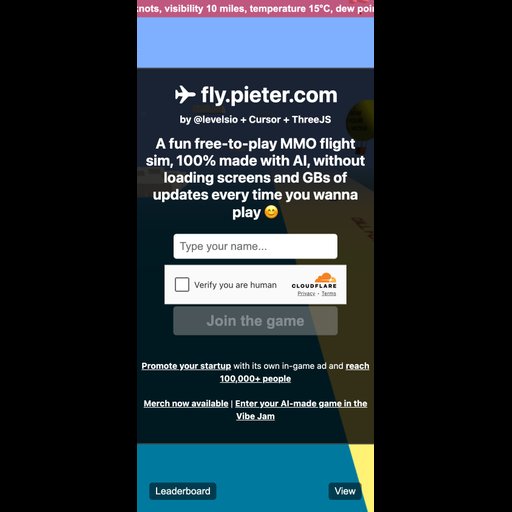 knots, visibility 10 miles, temperature 15°C, dew poin
✈ fly.pieter.com
by @levelsio + Cursor + ThreeJS
A fun free-to-play MMO flight
sim, 100% made with AI, without
loading screens and GBs of
updates every time you wanna
play 😊
Type your name...
Verify you are human
CLOUDFLARE
Privacy • Terms
Join the game
Promote your startup with its own in-game ad and reach
100,000+ people
Merch now available | Enter your AI-made game in the
Vibe Jam
Leaderboard
View